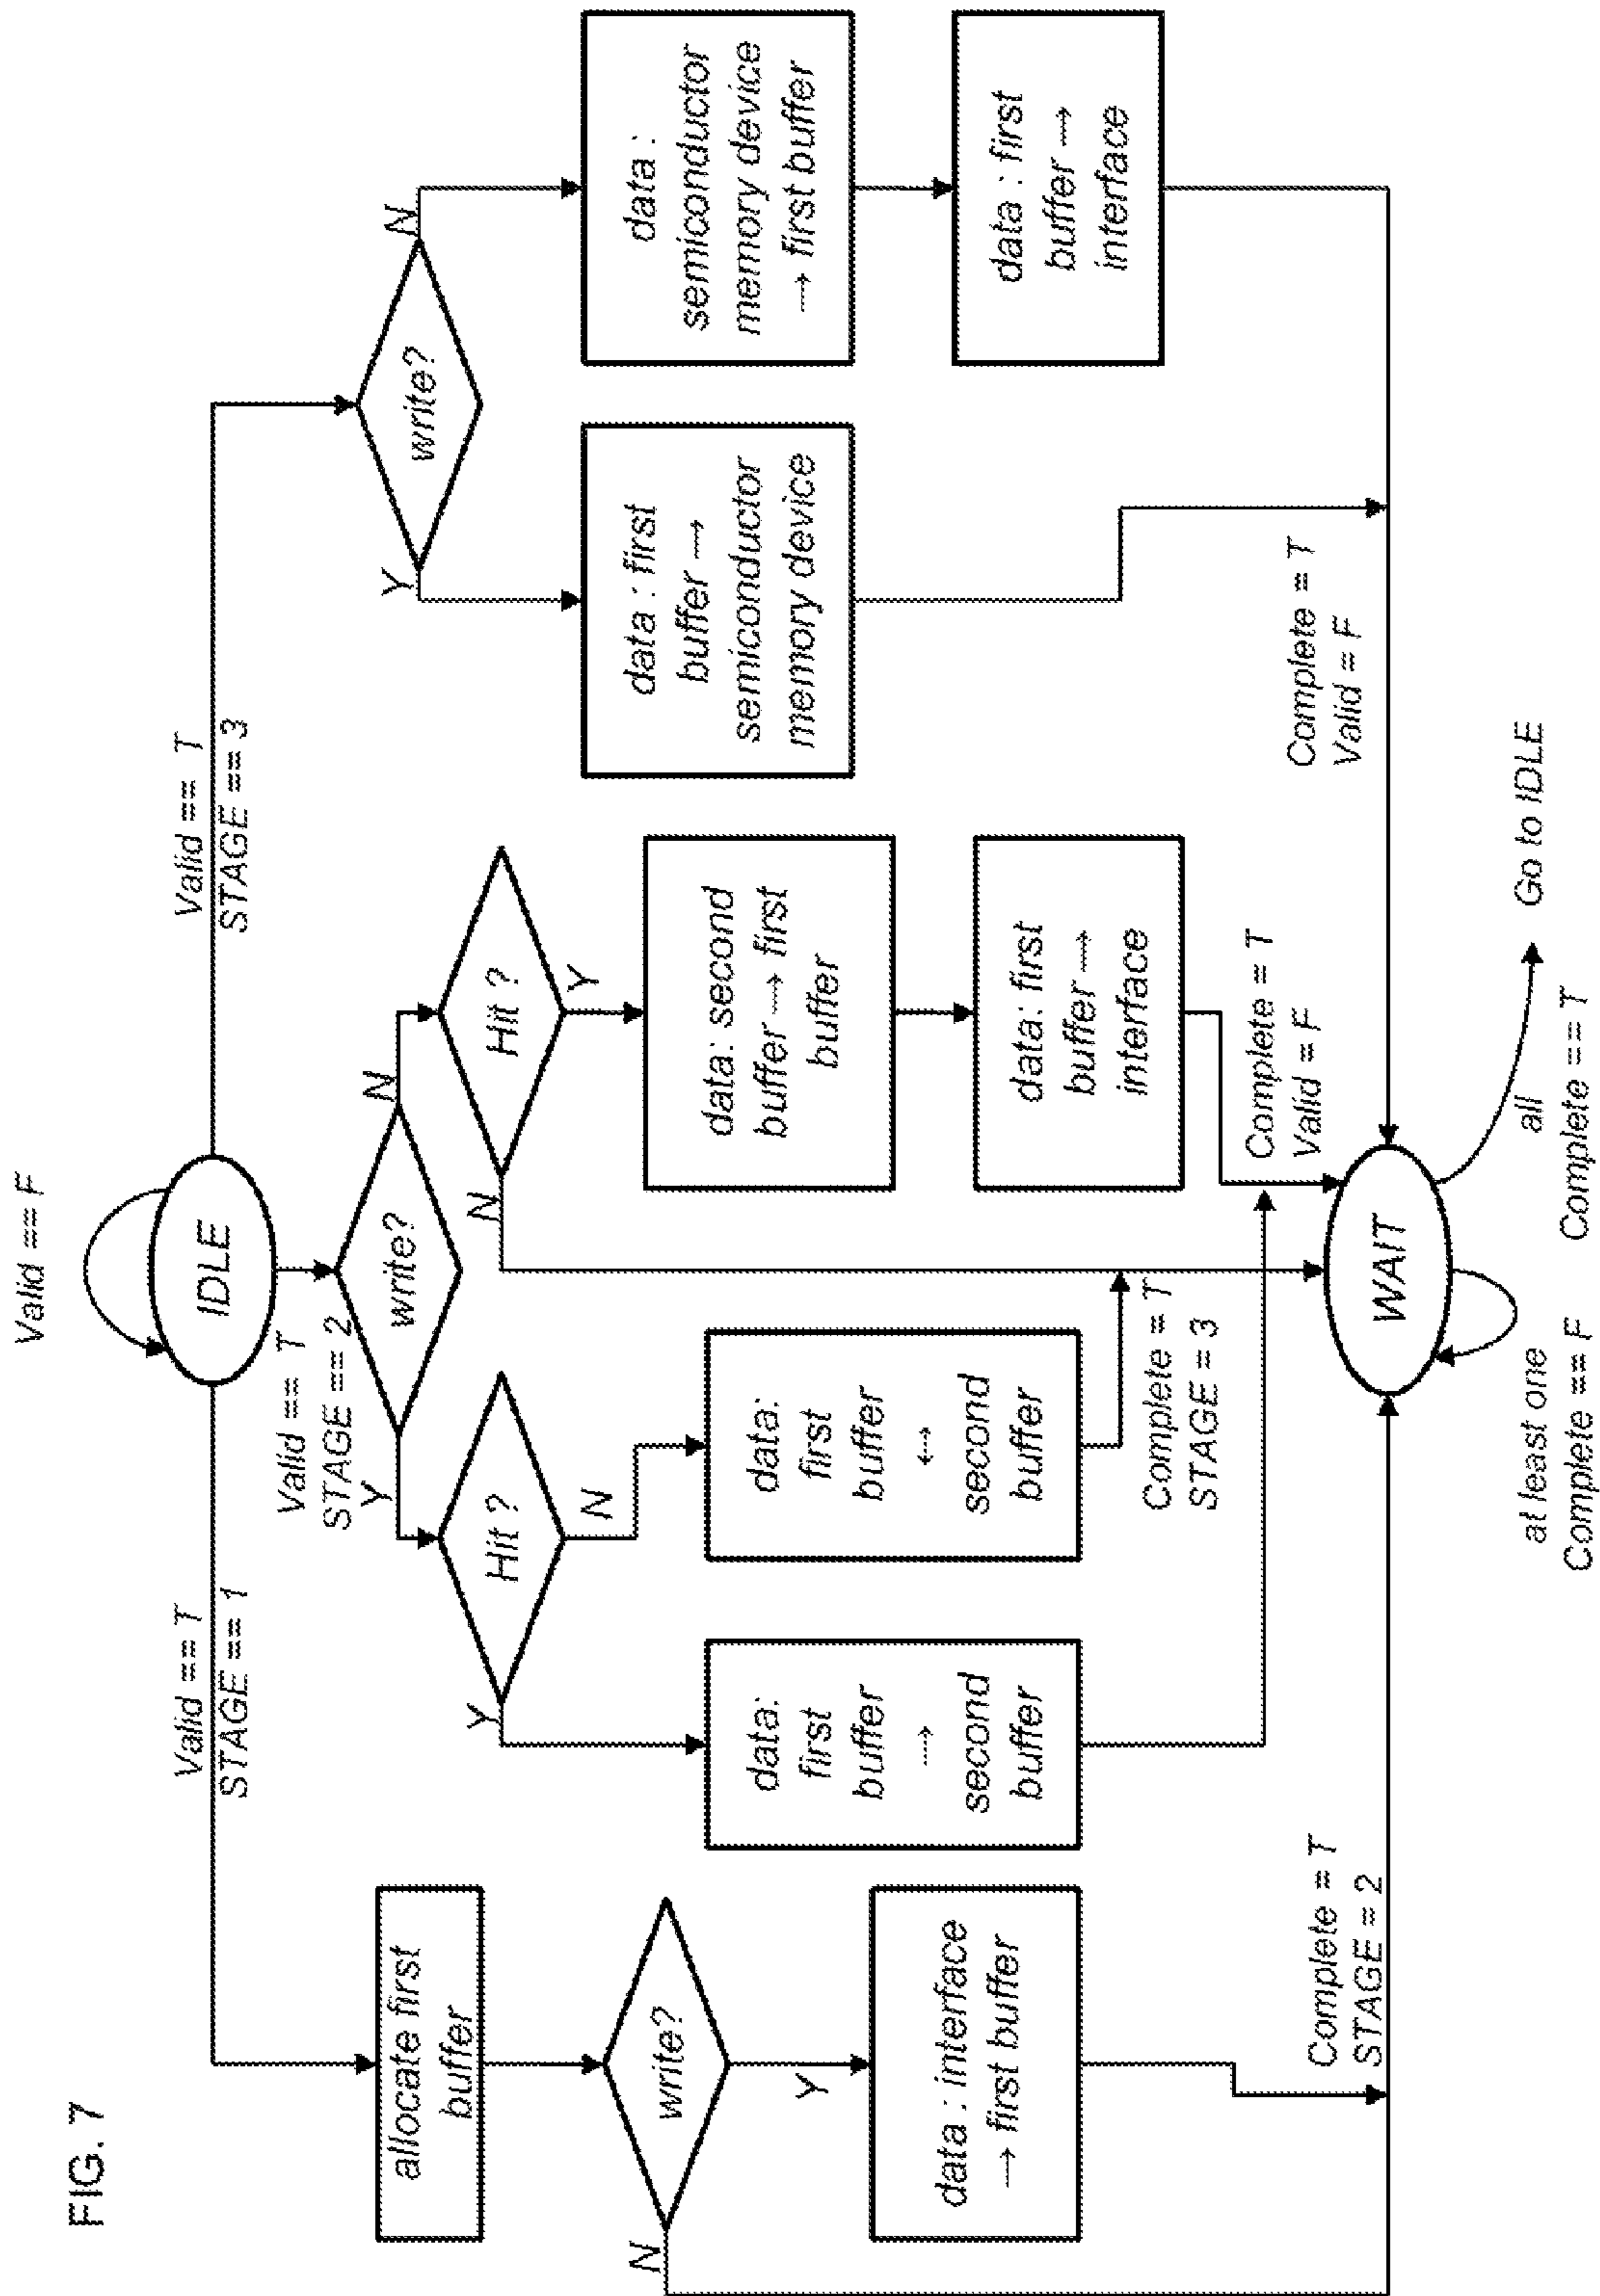 FIG. 7
Valid == F
IDLE
Valid == T
STAGE == 1
allocate first
buffer
write?
N
Y
data : interface
→ first buffer
Complete = T
STAGE = 2
Valid == T
STAGE == 2
write?
Y
N
Hit ?
Y
N
data:
first
buffer
→
second
buffer
data:
first
buffer
↔
second
buffer
Complete = T
STAGE = 3
Hit ?
N
Y
data: second
buffer → first
buffer
data: first
buffer →
interface
Complete = T
Valid = F
Valid == T
STAGE == 3
write?
Y
N
data : first
buffer →
semiconductor
memory device
data :
semiconductor
memory device
→ first buffer
data : first
buffer →
interface
Complete = T
Valid = F
WAIT
at least one
Complete == F
all
Complete == T
Go to IDLE